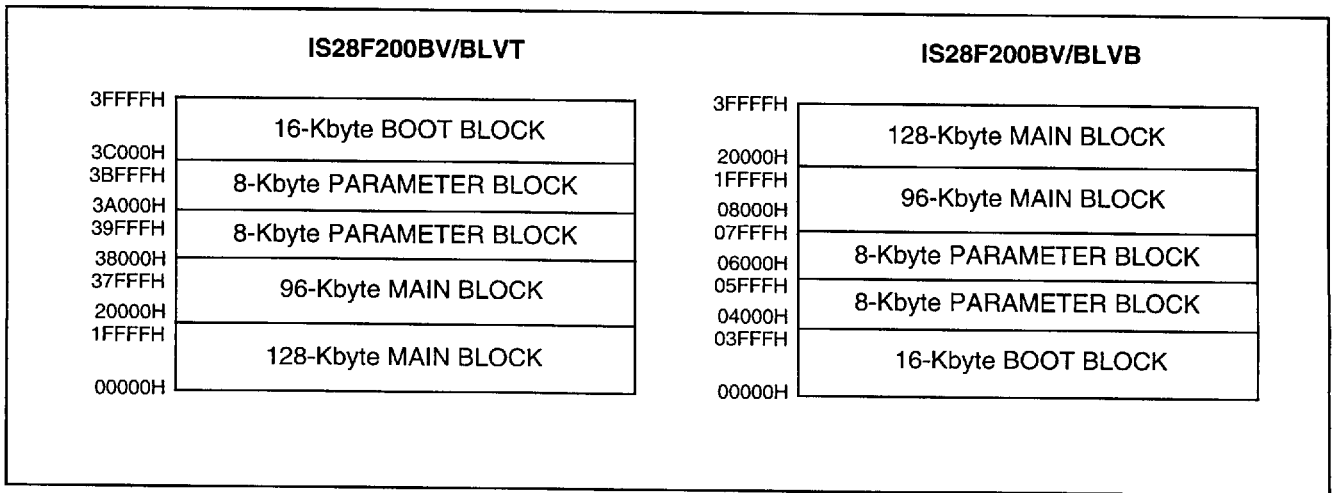 IS28F200BV/BLVT
3FFFFH
16-Kbyte BOOT BLOCK
3C000H
3BFFFH
8-Kbyte PARAMETER BLOCK
3A000H
39FFFH
8-Kbyte PARAMETER BLOCK
38000H
37FFFH
96-Kbyte MAIN BLOCK
20000H
1FFFFH
128-Kbyte MAIN BLOCK
00000H
IS28F200BV/BLVB
3FFFFH
128-Kbyte MAIN BLOCK
20000H
1FFFFH
96-Kbyte MAIN BLOCK
08000H
07FFFH
8-Kbyte PARAMETER BLOCK
06000H
05FFFH
8-Kbyte PARAMETER BLOCK
04000H
03FFFH
16-Kbyte BOOT BLOCK
00000H